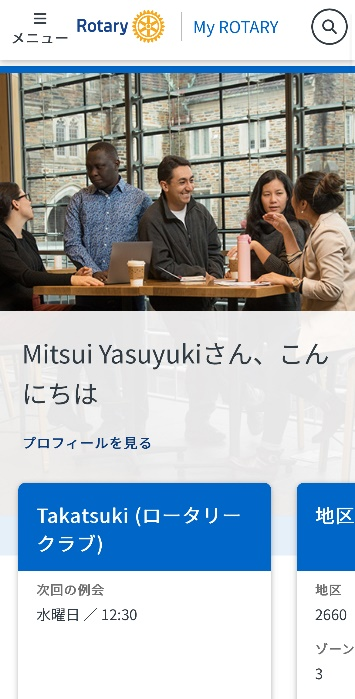 メニュー
Rotary
My ROTARY
Mitsui Yasuyukiさん、こん
にちは
プロフィールを見る
Takatsuki (ロータリー
クラブ)
次回の例会
水曜日 ／ 12:30
地区
地区
2660
ゾーン
3